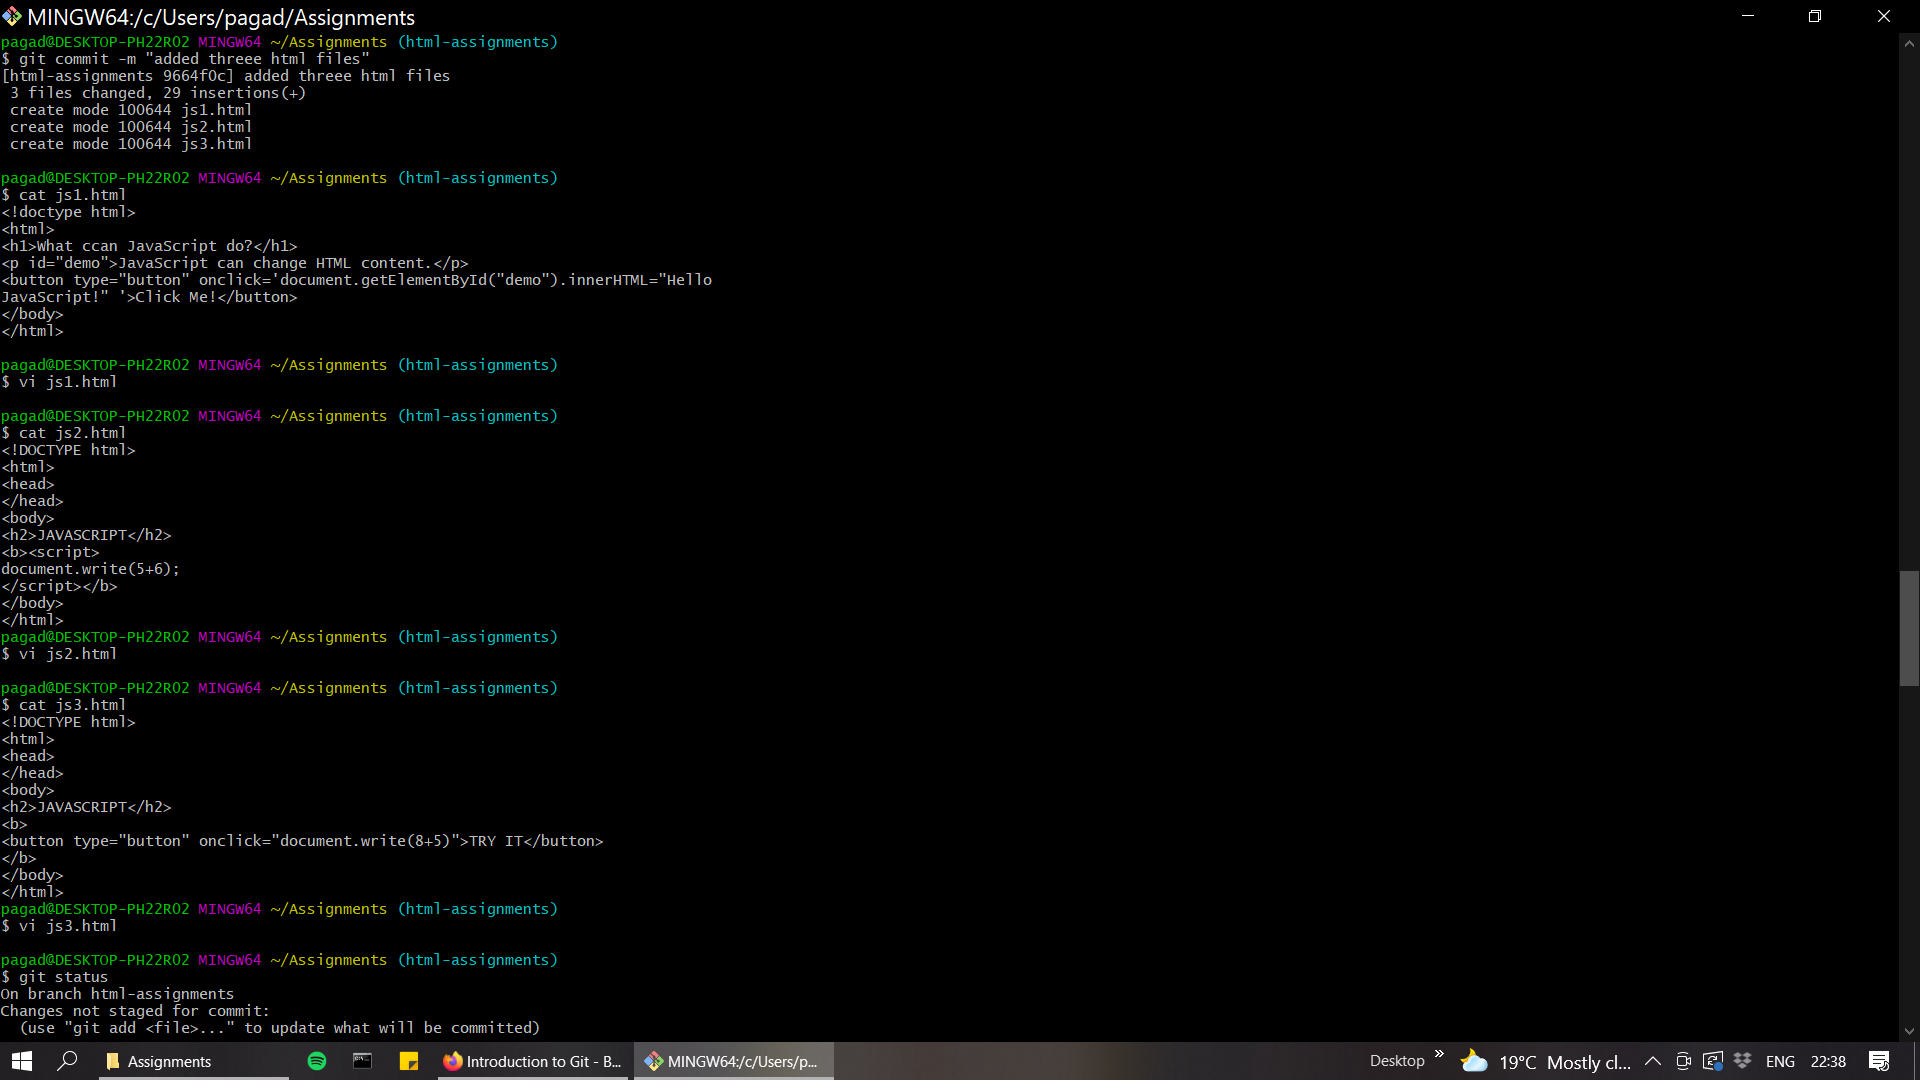 MINGW64:/c/Users/pagad/Assignments
pagad@DESKTOP-PH22R02 MINGW64 ~/Assignments (html-assignments)
$ git commit -m "added threee html files"
[html-assignments 9664f0c] added threee html files
 3 files changed, 29 insertions(+)
 create mode 100644 js1.html
 create mode 100644 js2.html
 create mode 100644 js3.html
pagad@DESKTOP-PH22R02 MINGW64 ~/Assignments (html-assignments)
$ cat js1.html
<!doctype html>
<html>
<h1>What ccan JavaScript do?</h1>
<p id="demo">JavaScript can change HTML content.</p>
<button type="button" onclick='document.getElementById("demo").innerHTML="Hello
JavaScript!" '>Click Me!</button>
</body>
</html>
pagad@DESKTOP-PH22R02 MINGW64 ~/Assignments (html-assignments)
$ vi js1.html
pagad@DESKTOP-PH22R02 MINGW64 ~/Assignments (html-assignments)
$ cat js2.html
<!DOCTYPE html>
<html>
<head>
</head>
<body>
<h2>JAVASCRIPT</h2>
<b><script>
document.write(5+6);
</script></b>
</body>
</html>
pagad@DESKTOP-PH22R02 MINGW64 ~/Assignments (html-assignments)
$ vi js2.html
pagad@DESKTOP-PH22R02 MINGW64 ~/Assignments (html-assignments)
$ cat js3.html
<!DOCTYPE html>
<html>
<head>
</head>
<body>
<h2>JAVASCRIPT</h2>
<b>
<button type="button" onclick="document.write(8+5)">TRY IT</button>
</b>
</body>
</html>
pagad@DESKTOP-PH22R02 MINGW64 ~/Assignments (html-assignments)
$ vi js3.html
pagad@DESKTOP-PH22R02 MINGW64 ~/Assignments (html-assignments)
$ git status
On branch html-assignments
Changes not staged for commit:
  (use "git add <file>..." to update what will be committed)
Assignments
Introduction to Git - B...
MINGW64:/c/Users/p...
Desktop
19°C Mostly cl...
ENG
22:38